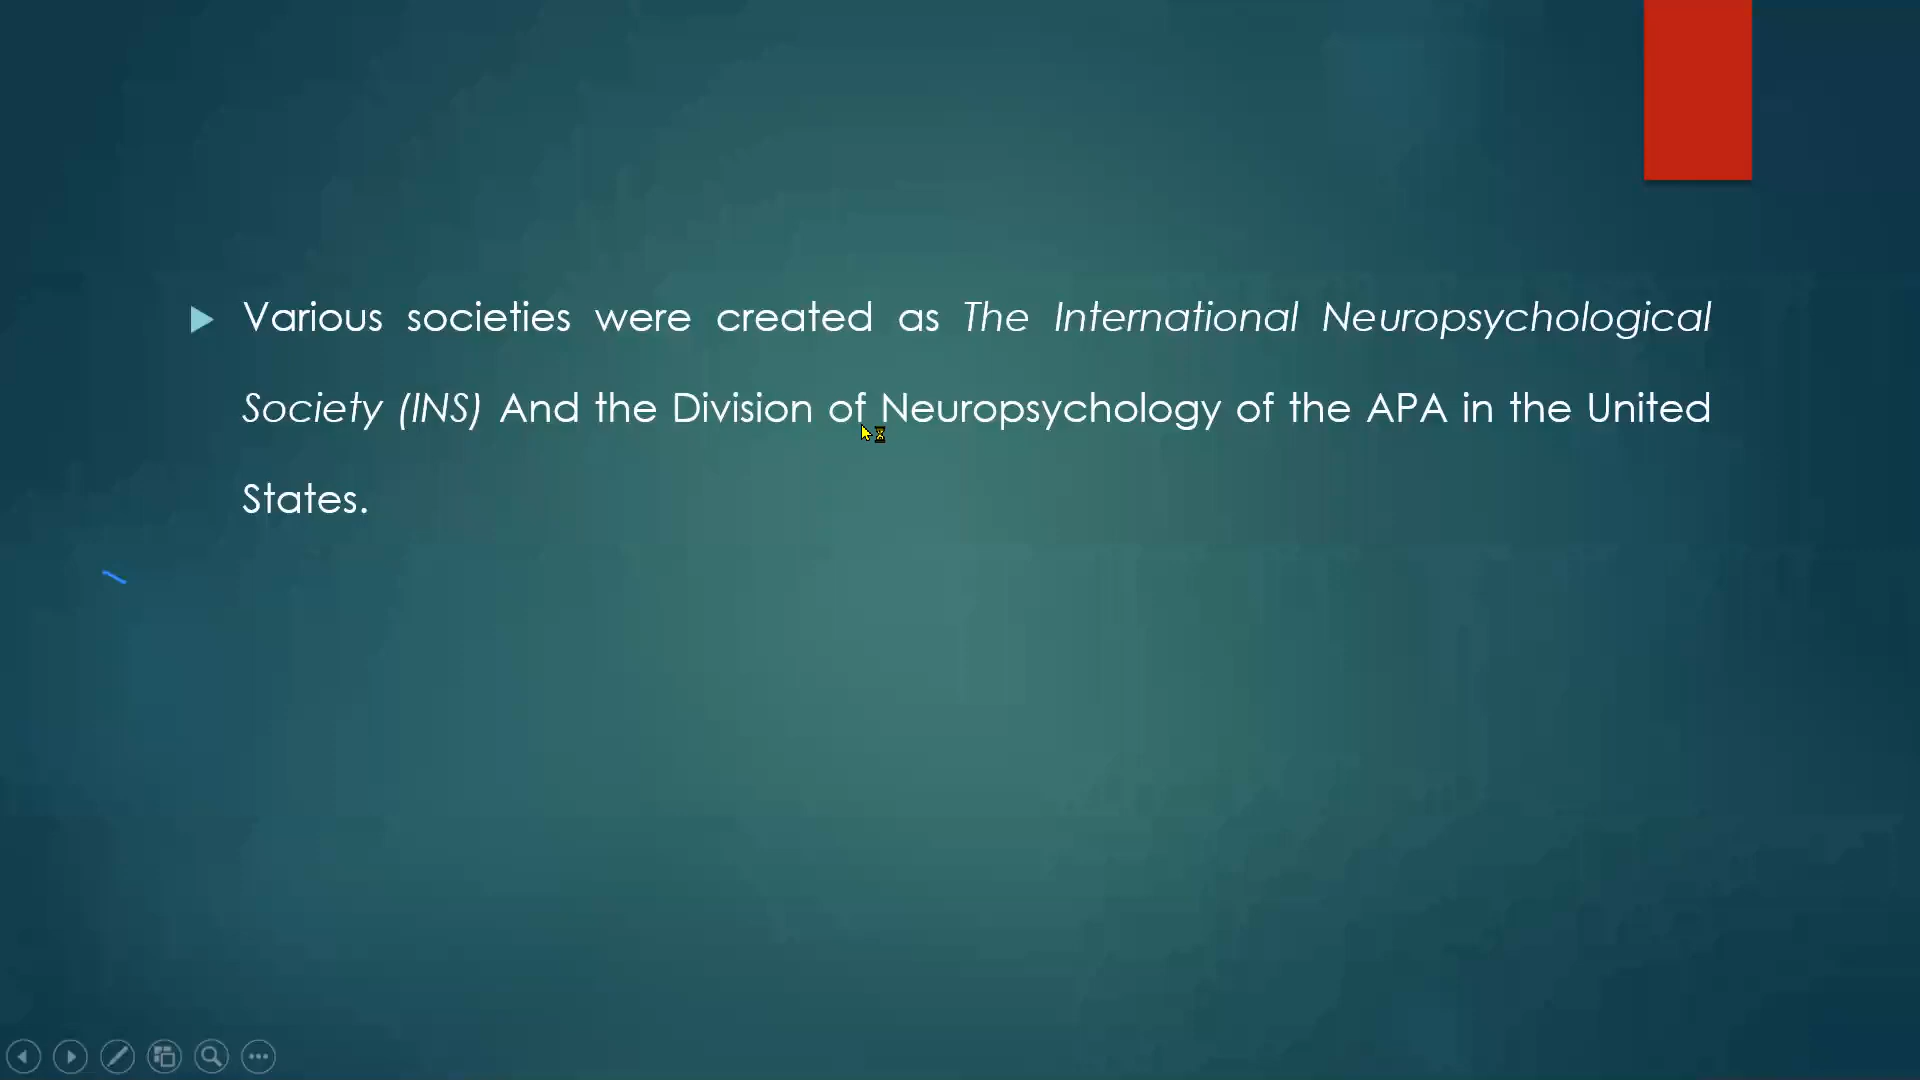 Various societies were created as The International Neuropsychological
Society (INS) And the Division of Neuropsychology of the APA in the United
States.